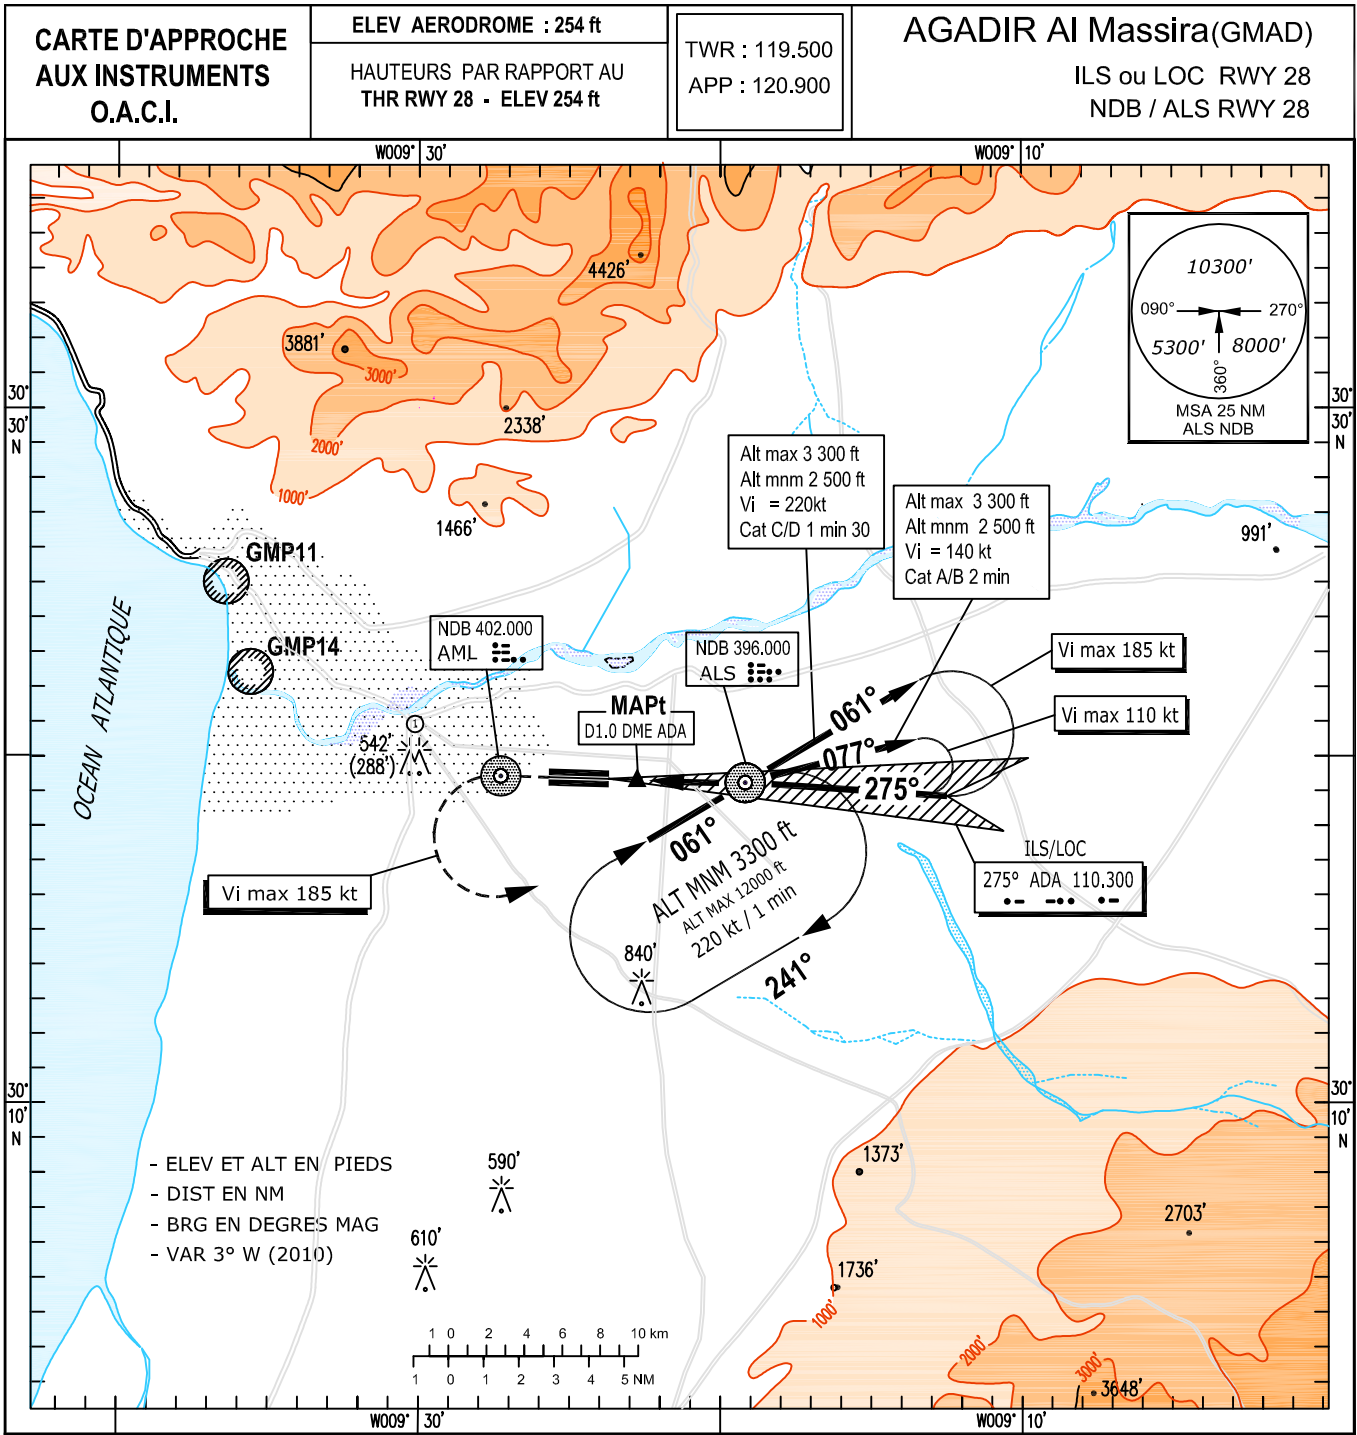 CARTE D'APPROCHE
AUX INSTRUMENTS
O.A.C.I.
ELEV AERODROME : 254 ft
HAUTEURS PAR RAPPORT AU
THR RWY 28 - ELEV 254 ft
TWR : 119.500
APP : 120.900
AGADIR Al Massira(GMAD)
ILS ou LOC RWY 28
NDB / ALS RWY 28
W009° 30'
W009° 10'
10300'
090°
270°
5300'
8000'
360°
MSA 25 NM
ALS NDB
4426'
3881'
3000'
2338'
2000'
1000'
1466'
30°
30'
N
30°
30'
N
Alt max 3 300 ft
Alt mnm 2 500 ft
Vi = 220kt
Cat C/D 1 min 30
Alt max 3 300 ft
Alt mnm 2 500 ft
Vi = 140 kt
Cat A/B 2 min
991'
GMP11
GMP14
OCEAN ATLANTIQUE
NDB 402.000
AML
NDB 396.000
ALS
MAPt
D1.0 DME ADA
Vi max 185 kt
Vi max 110 kt
1
542'
(288')
061°
077°
275°
061°
ALT MNM 3300 ft
ALT MAX 12000 ft
220 kt / 1 min
241°
Vi max 185 kt
ILS/LOC
275° ADA 110.300
840'
30°
10'
N
30°
10'
N
- ELEV ET ALT EN PIEDS
- DIST EN NM
- BRG EN DEGRES MAG
- VAR 3° W (2010)
590'
610'
1373'
2703'
1736'
1000'
2000'
3000'
3648'
1 0 2 4 6 8 10 km
1 0 1 2 3 4 5 NM
W009° 30'
W009° 10'